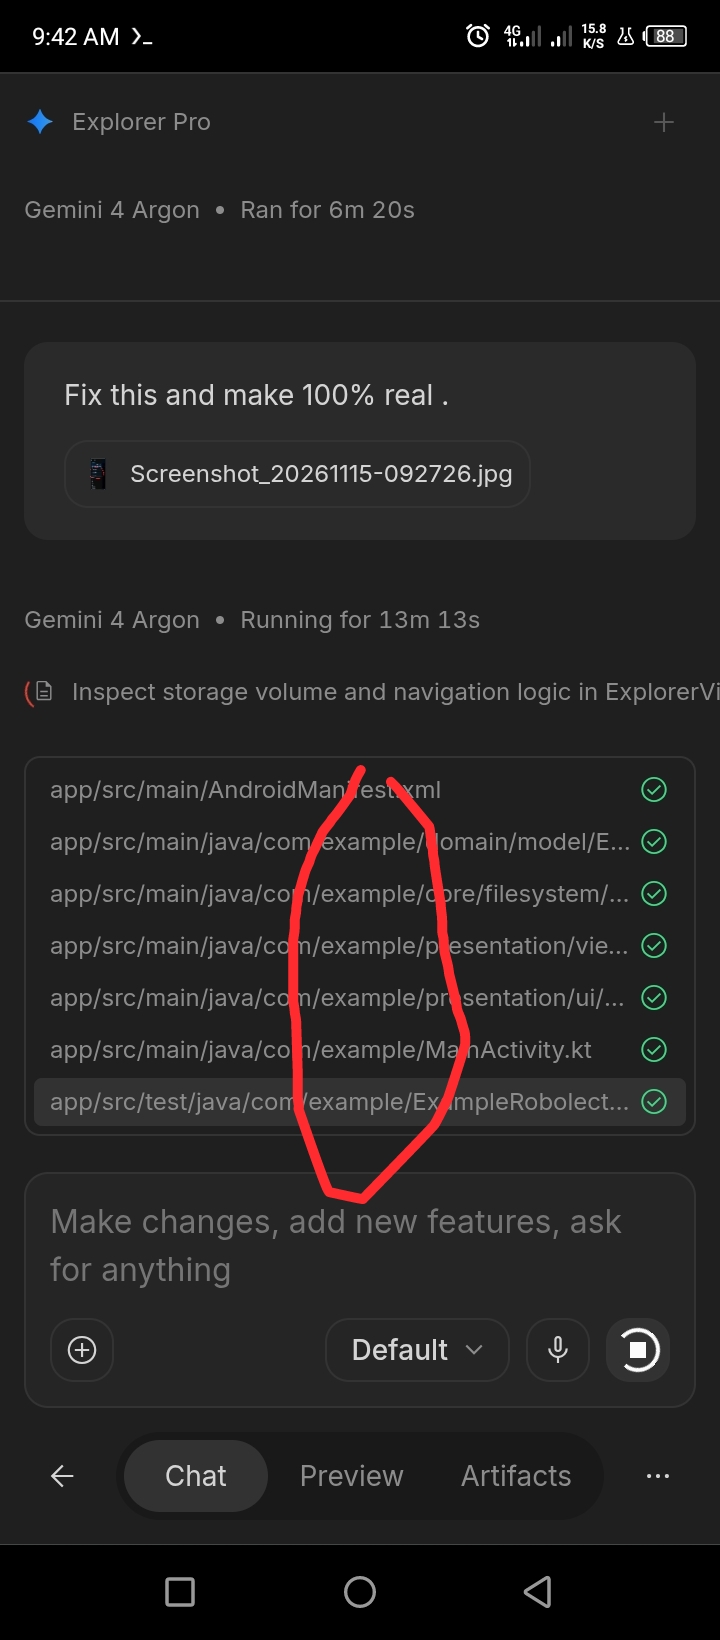 9:42 AM
4G
15.8
K/S
88
Explorer Pro
Gemini 4 Argon • Ran for 6m 20s
Fix this and make 100% real .
Screenshot_20261115-092726.jpg
Gemini 4 Argon • Running for 13m 13s
Inspect storage volume and navigation logic in ExplorerVi
app/src/main/AndroidManifest.xml
app/src/main/java/com/example/domain/model/E...
app/src/main/java/com/example/core/filesystem/...
app/src/main/java/com/example/presentation/vie...
app/src/main/java/com/example/presentation/ui/...
app/src/main/java/com/example/MainActivity.kt
app/src/test/java/com/example/ExampleRobolect...
Make changes, add new features, ask
for anything
Default
Chat Preview Artifacts